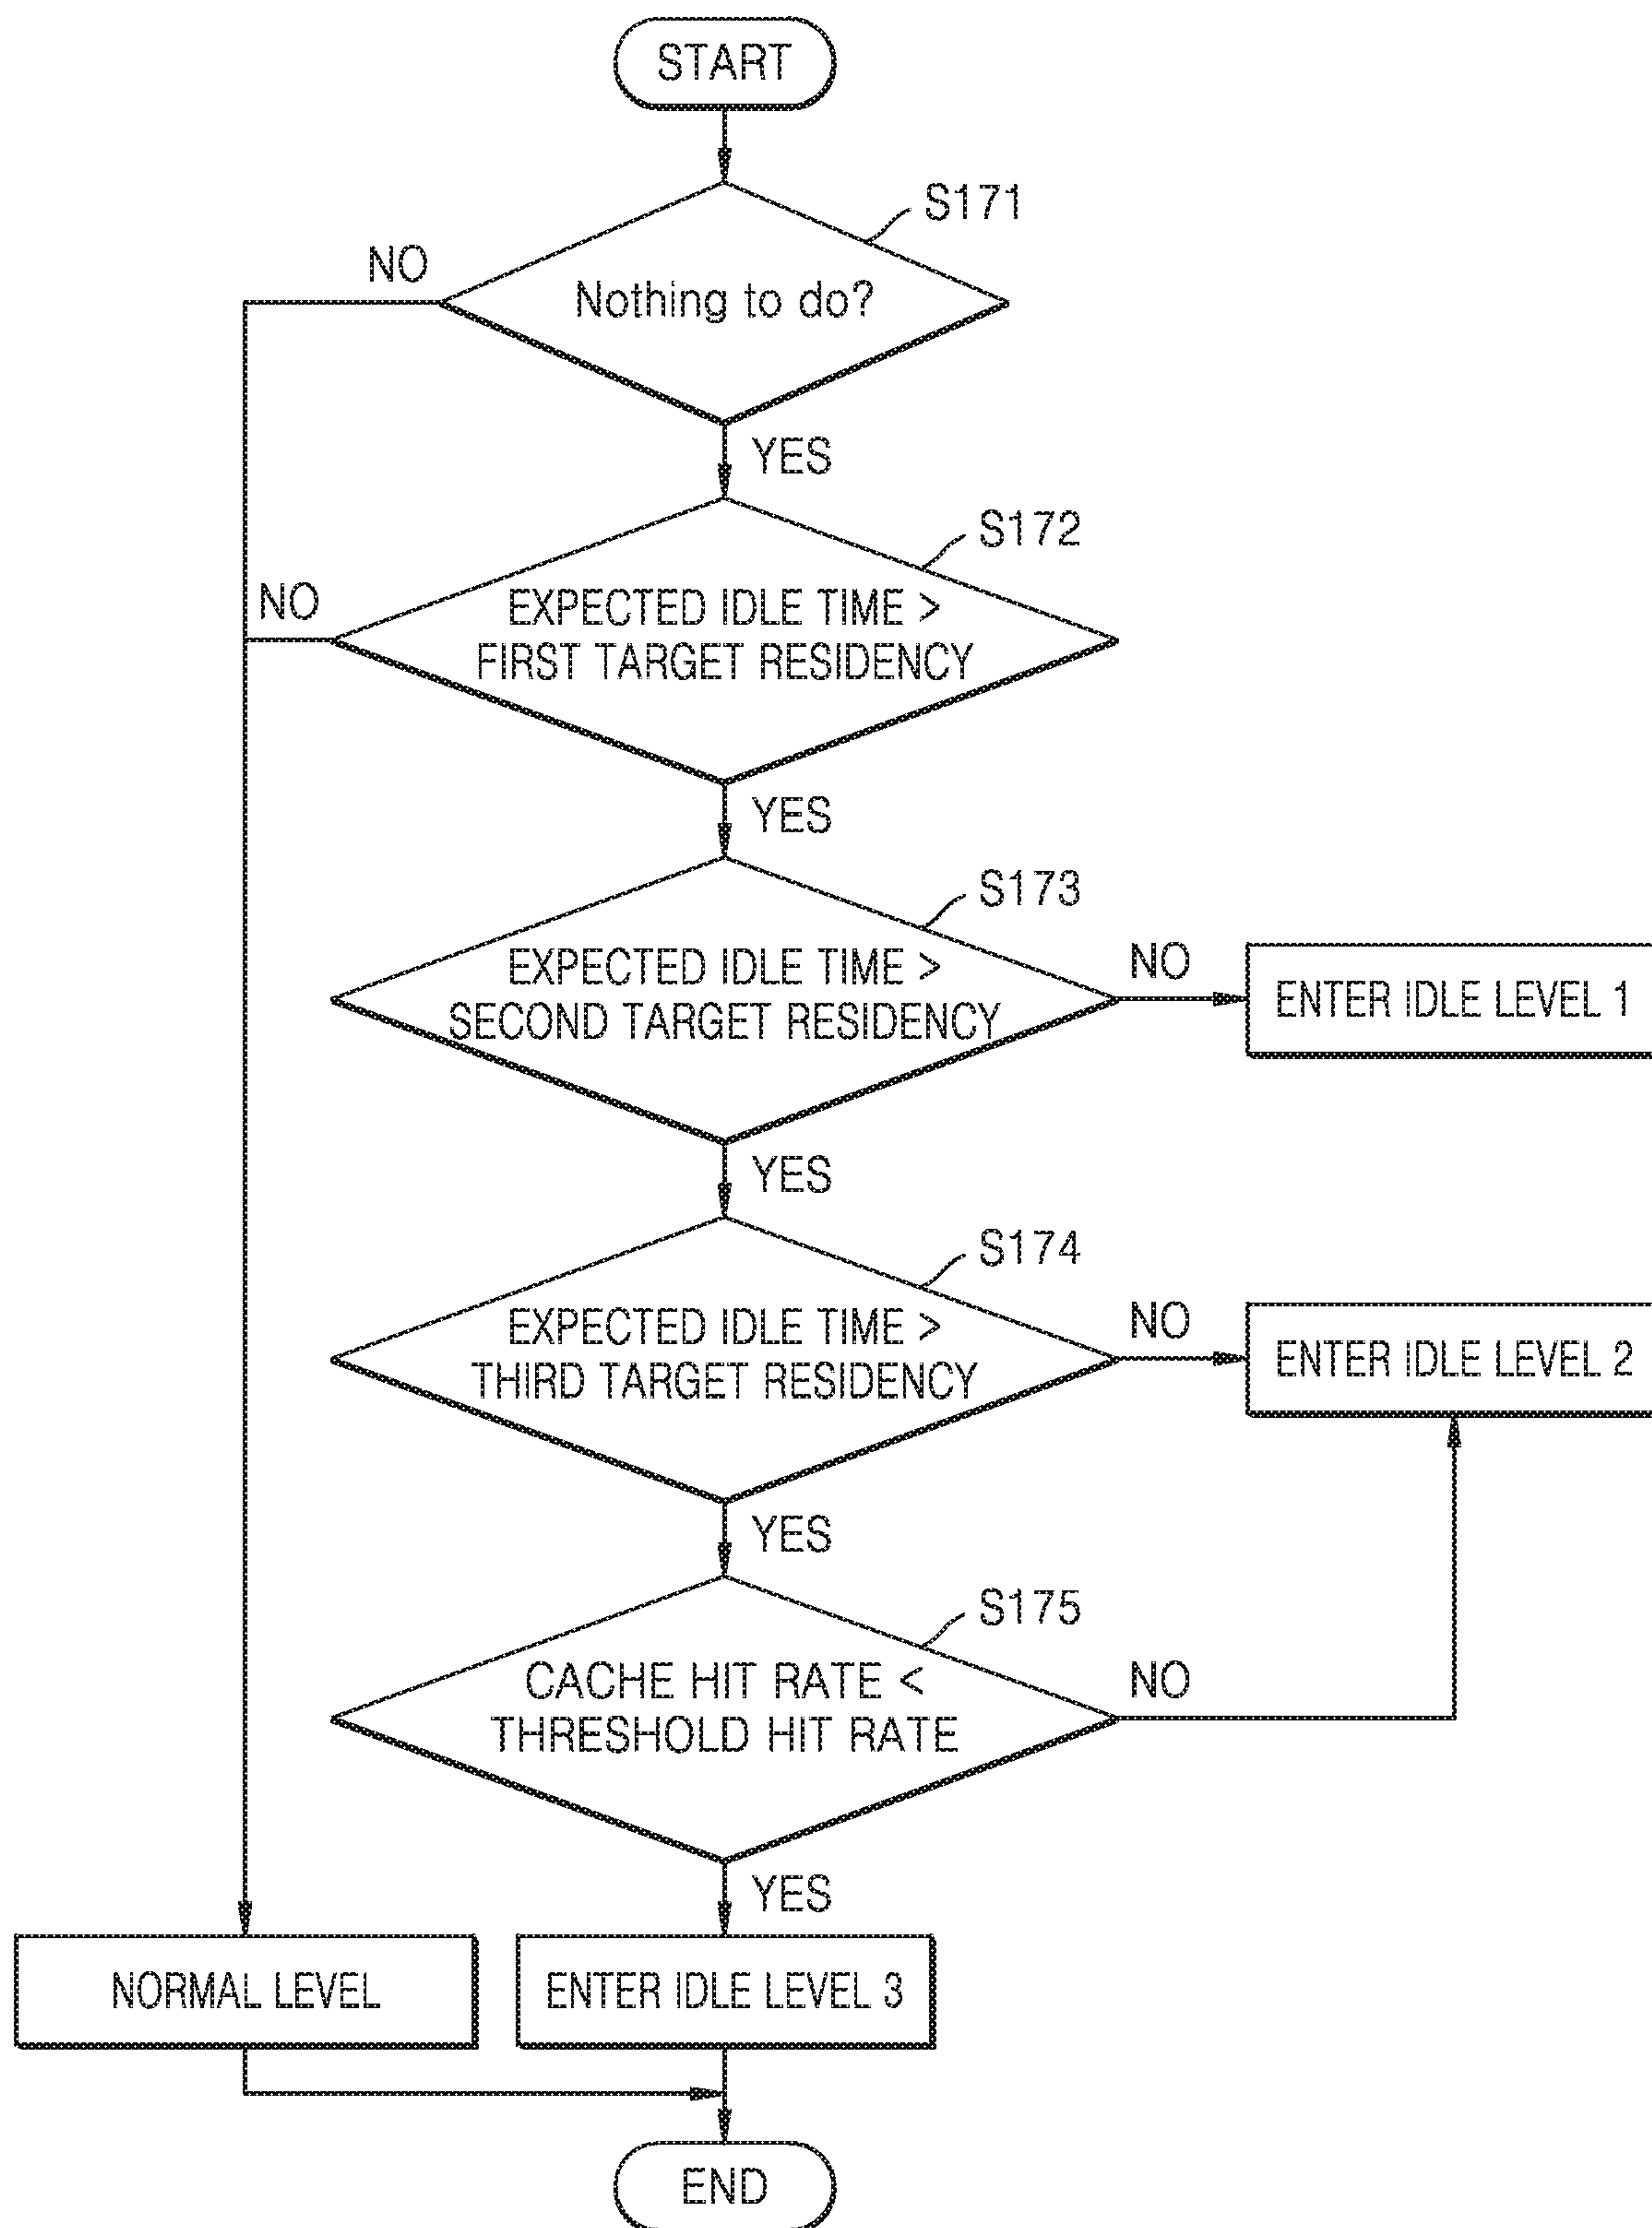 START
S171
NO
Nothing to do?
YES
S172
NO
EXPECTED IDLE TIME >
FIRST TARGET RESIDENCY
YES
S173
EXPECTED IDLE TIME >
SECOND TARGET RESIDENCY
NO
ENTER IDLE LEVEL 1
YES
S174
EXPECTED IDLE TIME >
THIRD TARGET RESIDENCY
NO
ENTER IDLE LEVEL 2
YES
S175
CACHE HIT RATE <
THRESHOLD HIT RATE
NO
YES
NORMAL LEVEL
ENTER IDLE LEVEL 3
END